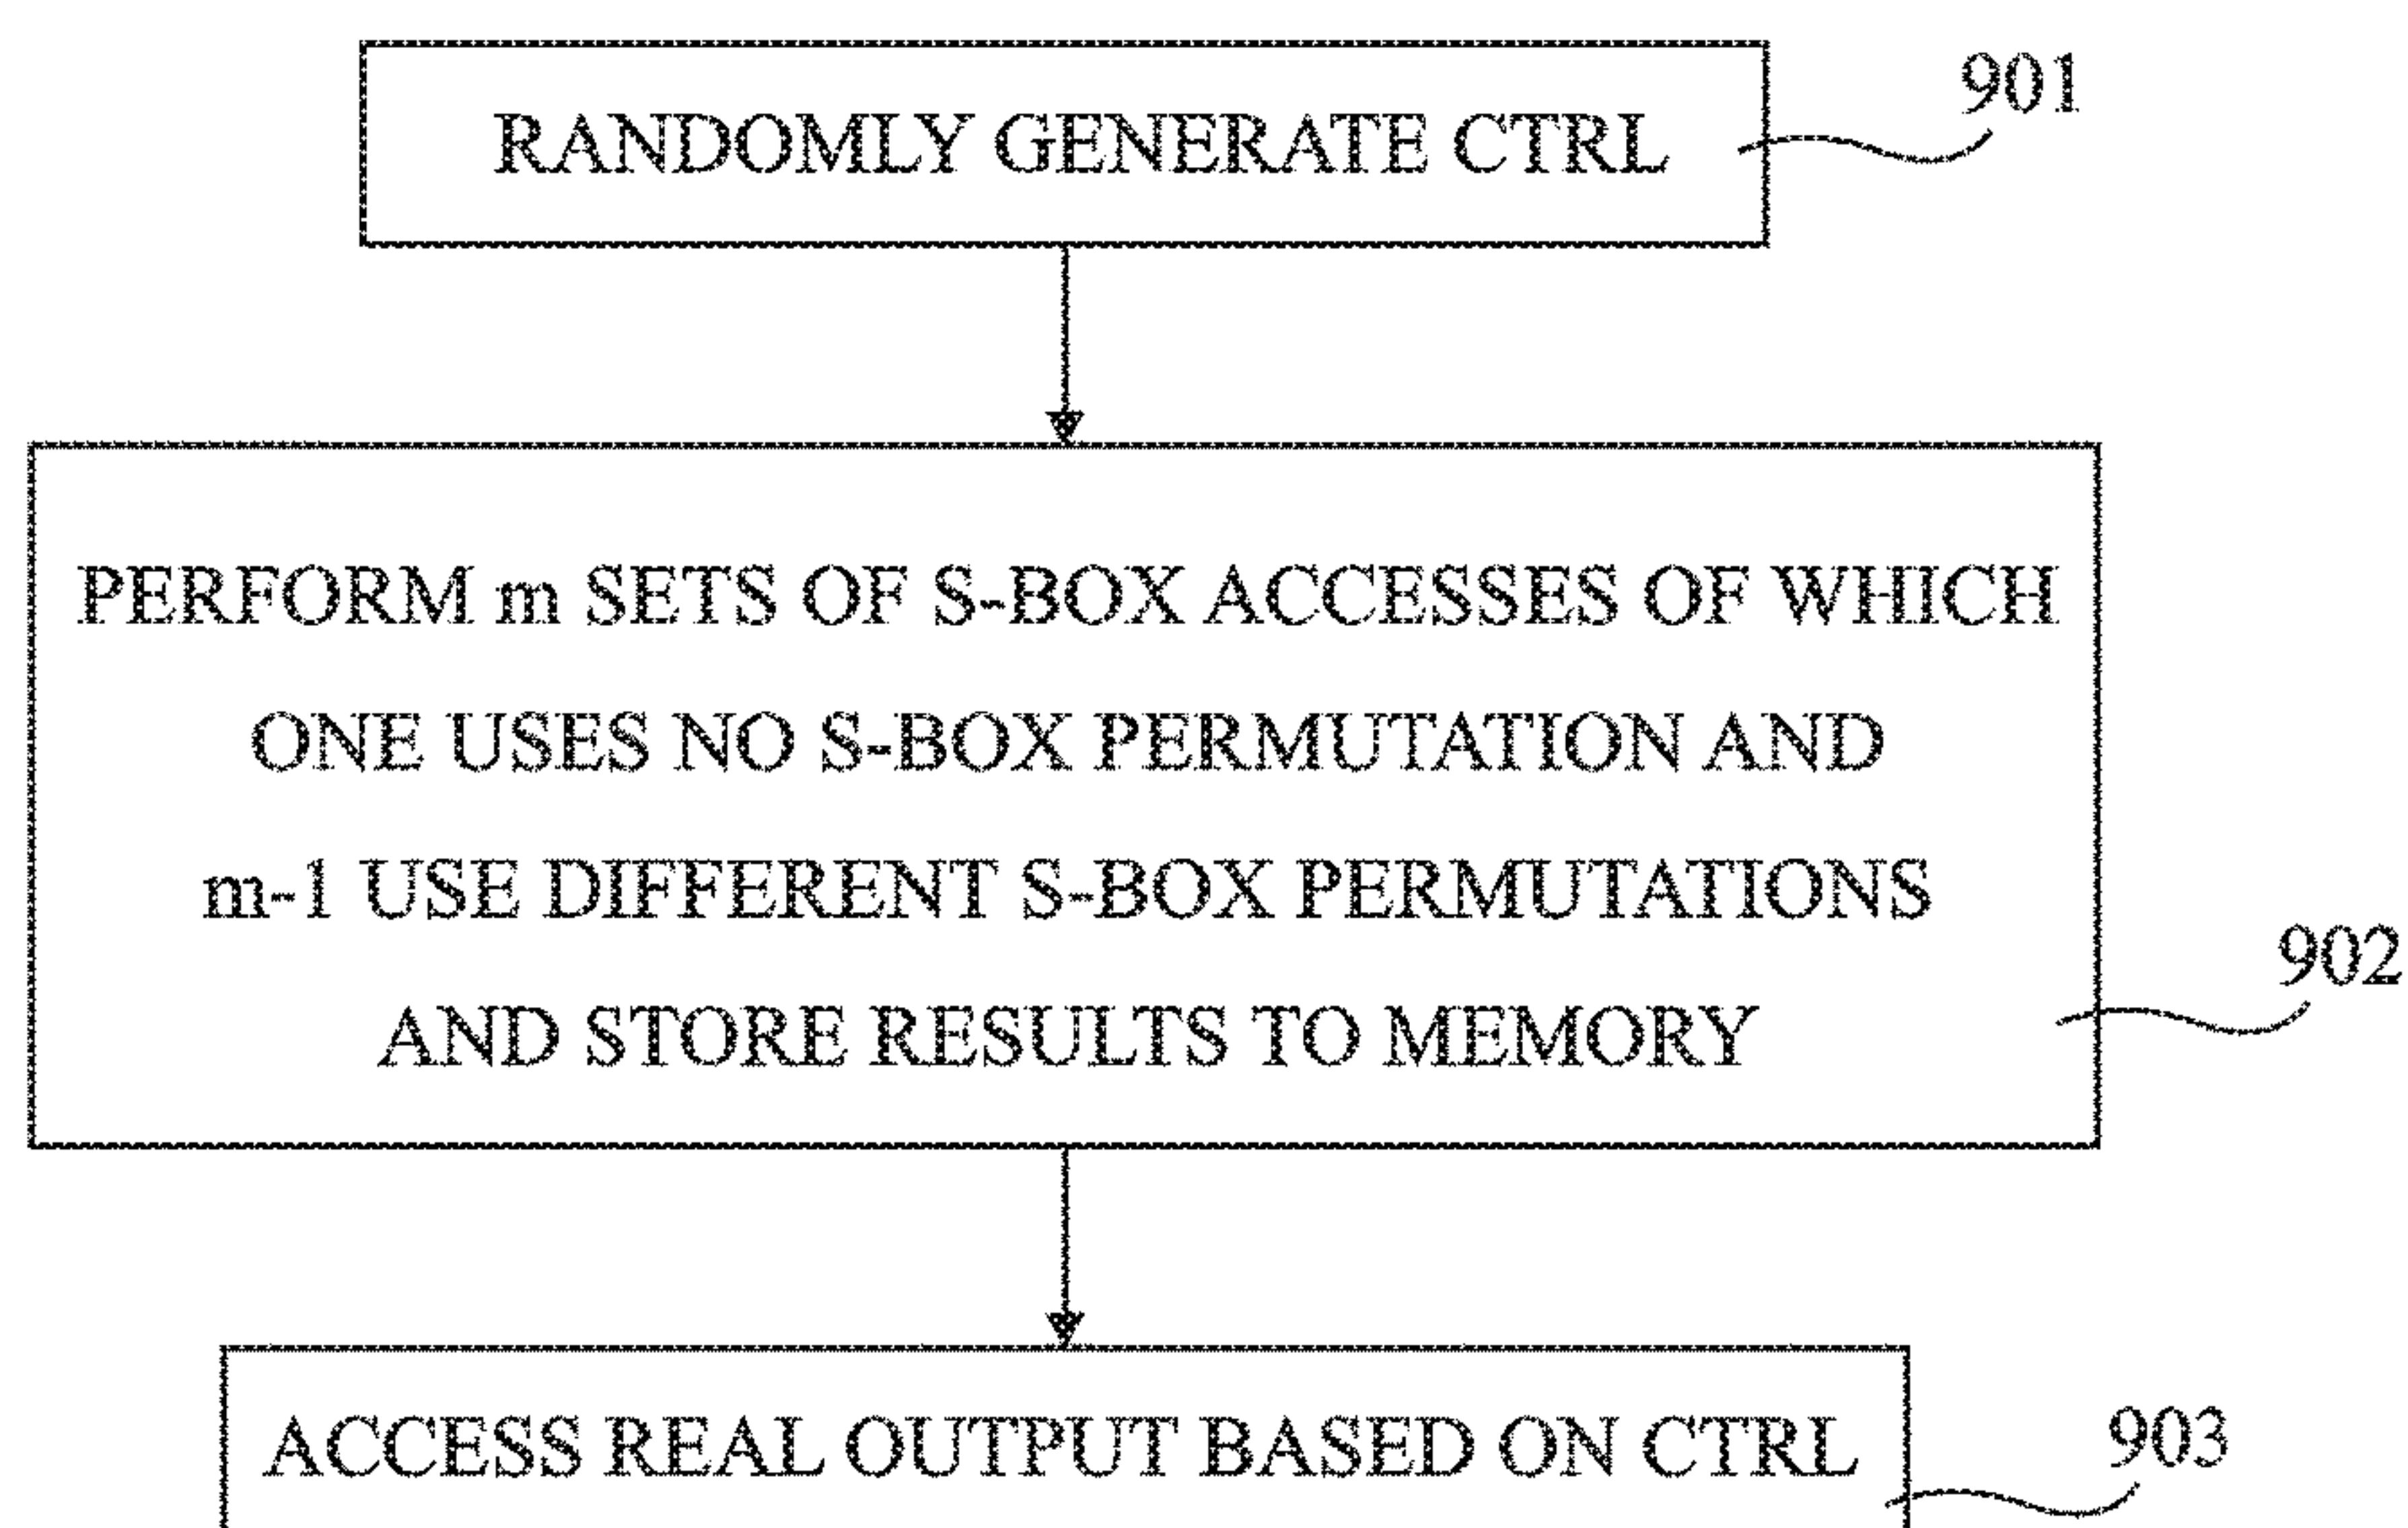 RANDOMLY GENERATE CTRL
901
PERFORM m SETS OF S-BOX ACCESSES OF WHICH
ONE USES NO S-BOX PERMUTATION AND
m-1 USE DIFFERENT S-BOX PERMUTATIONS
AND STORE RESULTS TO MEMORY
902
ACCESS REAL OUTPUT BASED ON CTRL
903